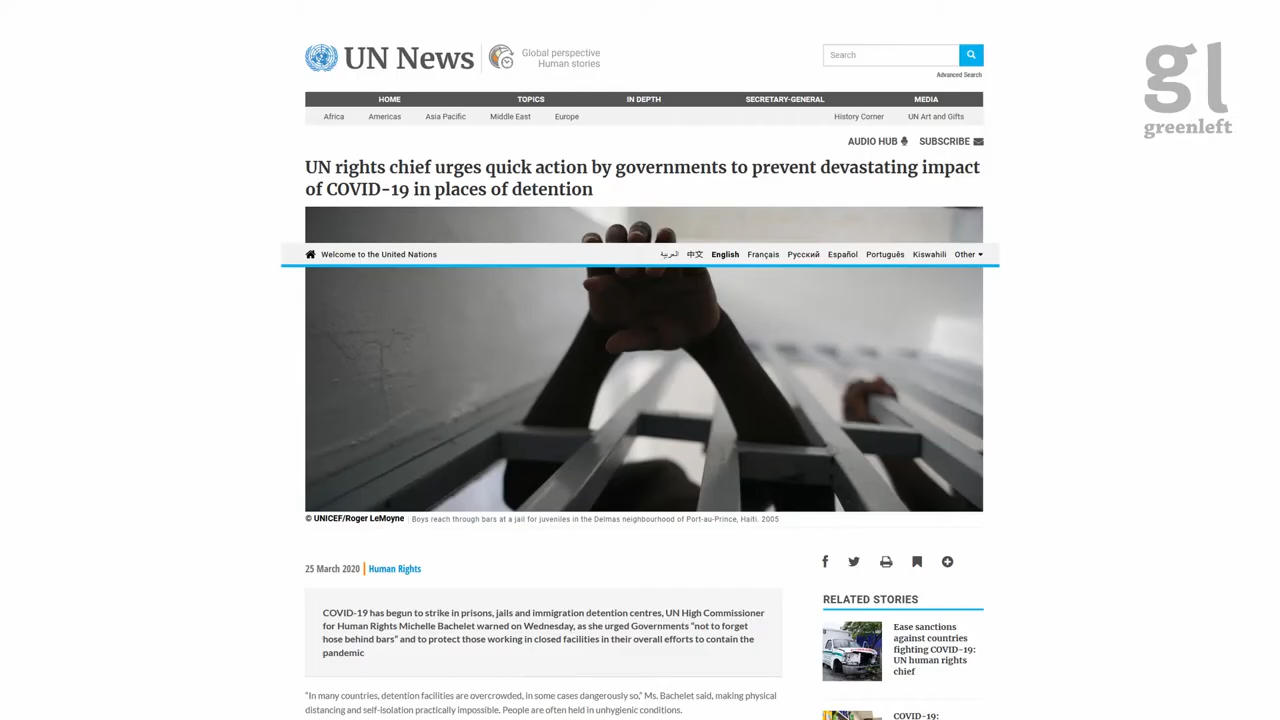 UN News
Global perspective
Human stories
Search
Advanced Search
gl
greenleft
HOME TOPICS IN DEPTH SECRETARY-GENERAL MEDIA
Africa Americas Asia Pacific Middle East Europe History Corner UN Art and Gifts
AUDIO HUB SUBSCRIBE
UN rights chief urges quick action by governments to prevent devastating impact
of COVID-19 in places of detention
Welcome to the United Nations العربية 中文 English Français Русский Español Português Kiswahili Other
© UNICEF/Roger LeMoyne Boys reach through bars at a jail for juveniles in the Delmas neighbourhood of Port-au-Prince, Haiti. 2005
25 March 2020 Human Rights
COVID-19 has begun to strike in prisons, jails and immigration detention centres, UN High Commissioner
for Human Rights Michelle Bachelet warned on Wednesday, as she urged Governments “not to forget
hose behind bars” and to protect those working in closed facilities in their overall efforts to contain the
pandemic
“In many countries, detention facilities are overcrowded, in some cases dangerously so,” Ms. Bachelet said, making physical
distancing and self-isolation practically impossible. People are often held in unhygienic conditions.
RELATED STORIES
Ease sanctions
against countries
fighting COVID-19:
UN human rights
chief
COVID-19: